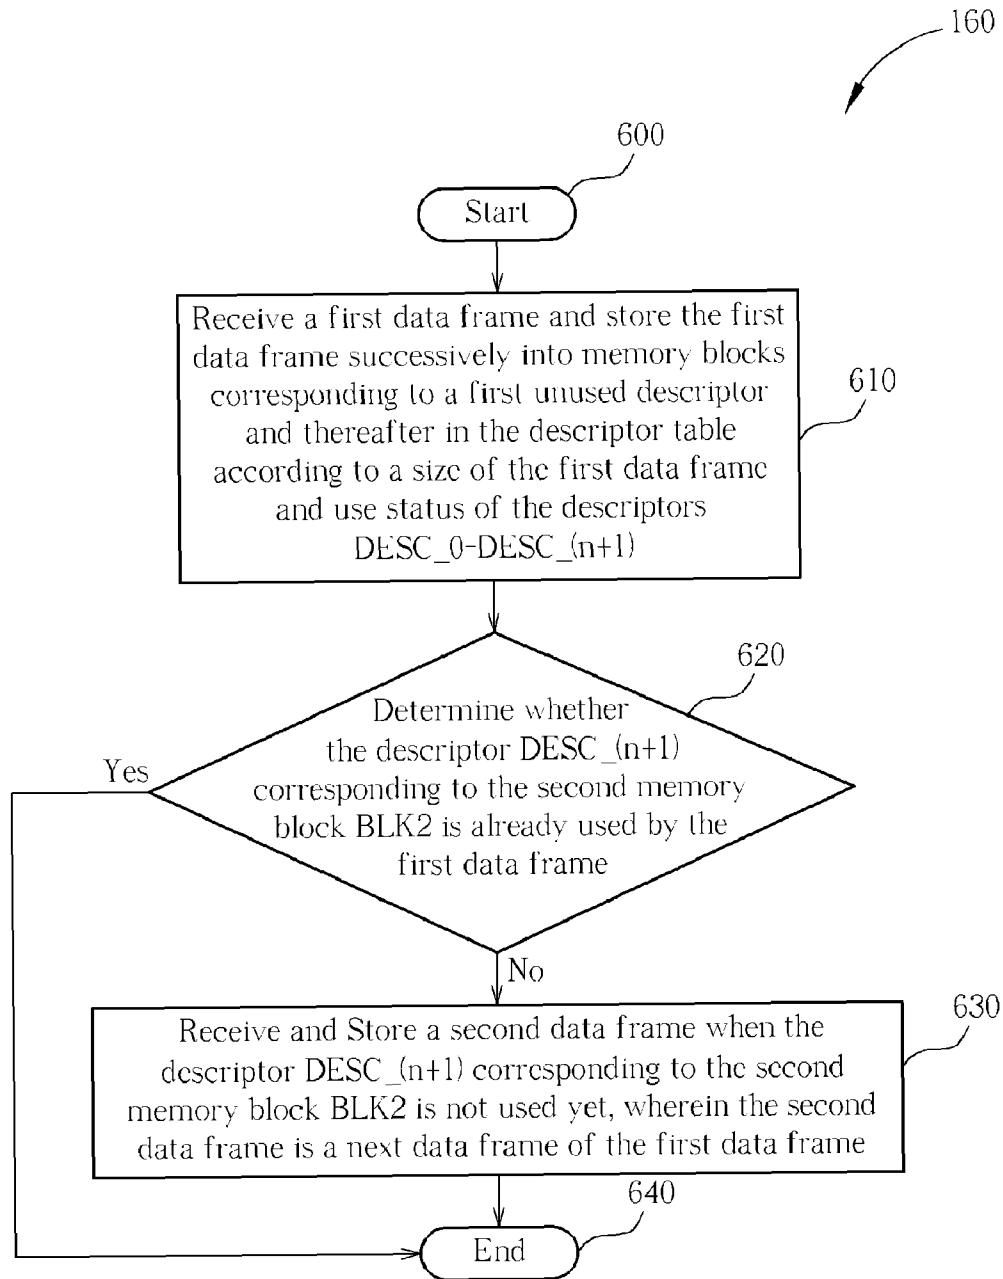 160
600
Start
Receive a first data frame and store the first
data frame successively into memory blocks
corresponding to a first unused descriptor
and thereafter in the descriptor table
according to a size of the first data frame
and use status of the descriptors
DESC_0-DESC_(n+1)
610
620
Determine whether
the descriptor DESC_(n+1)
corresponding to the second memory
block BLK2 is already used by the
first data frame
Yes
No
630
Receive and Store a second data frame when the
descriptor DESC_(n+1) corresponding to the second
memory block BLK2 is not used yet, wherein the second
data frame is a next data frame of the first data frame
640
End